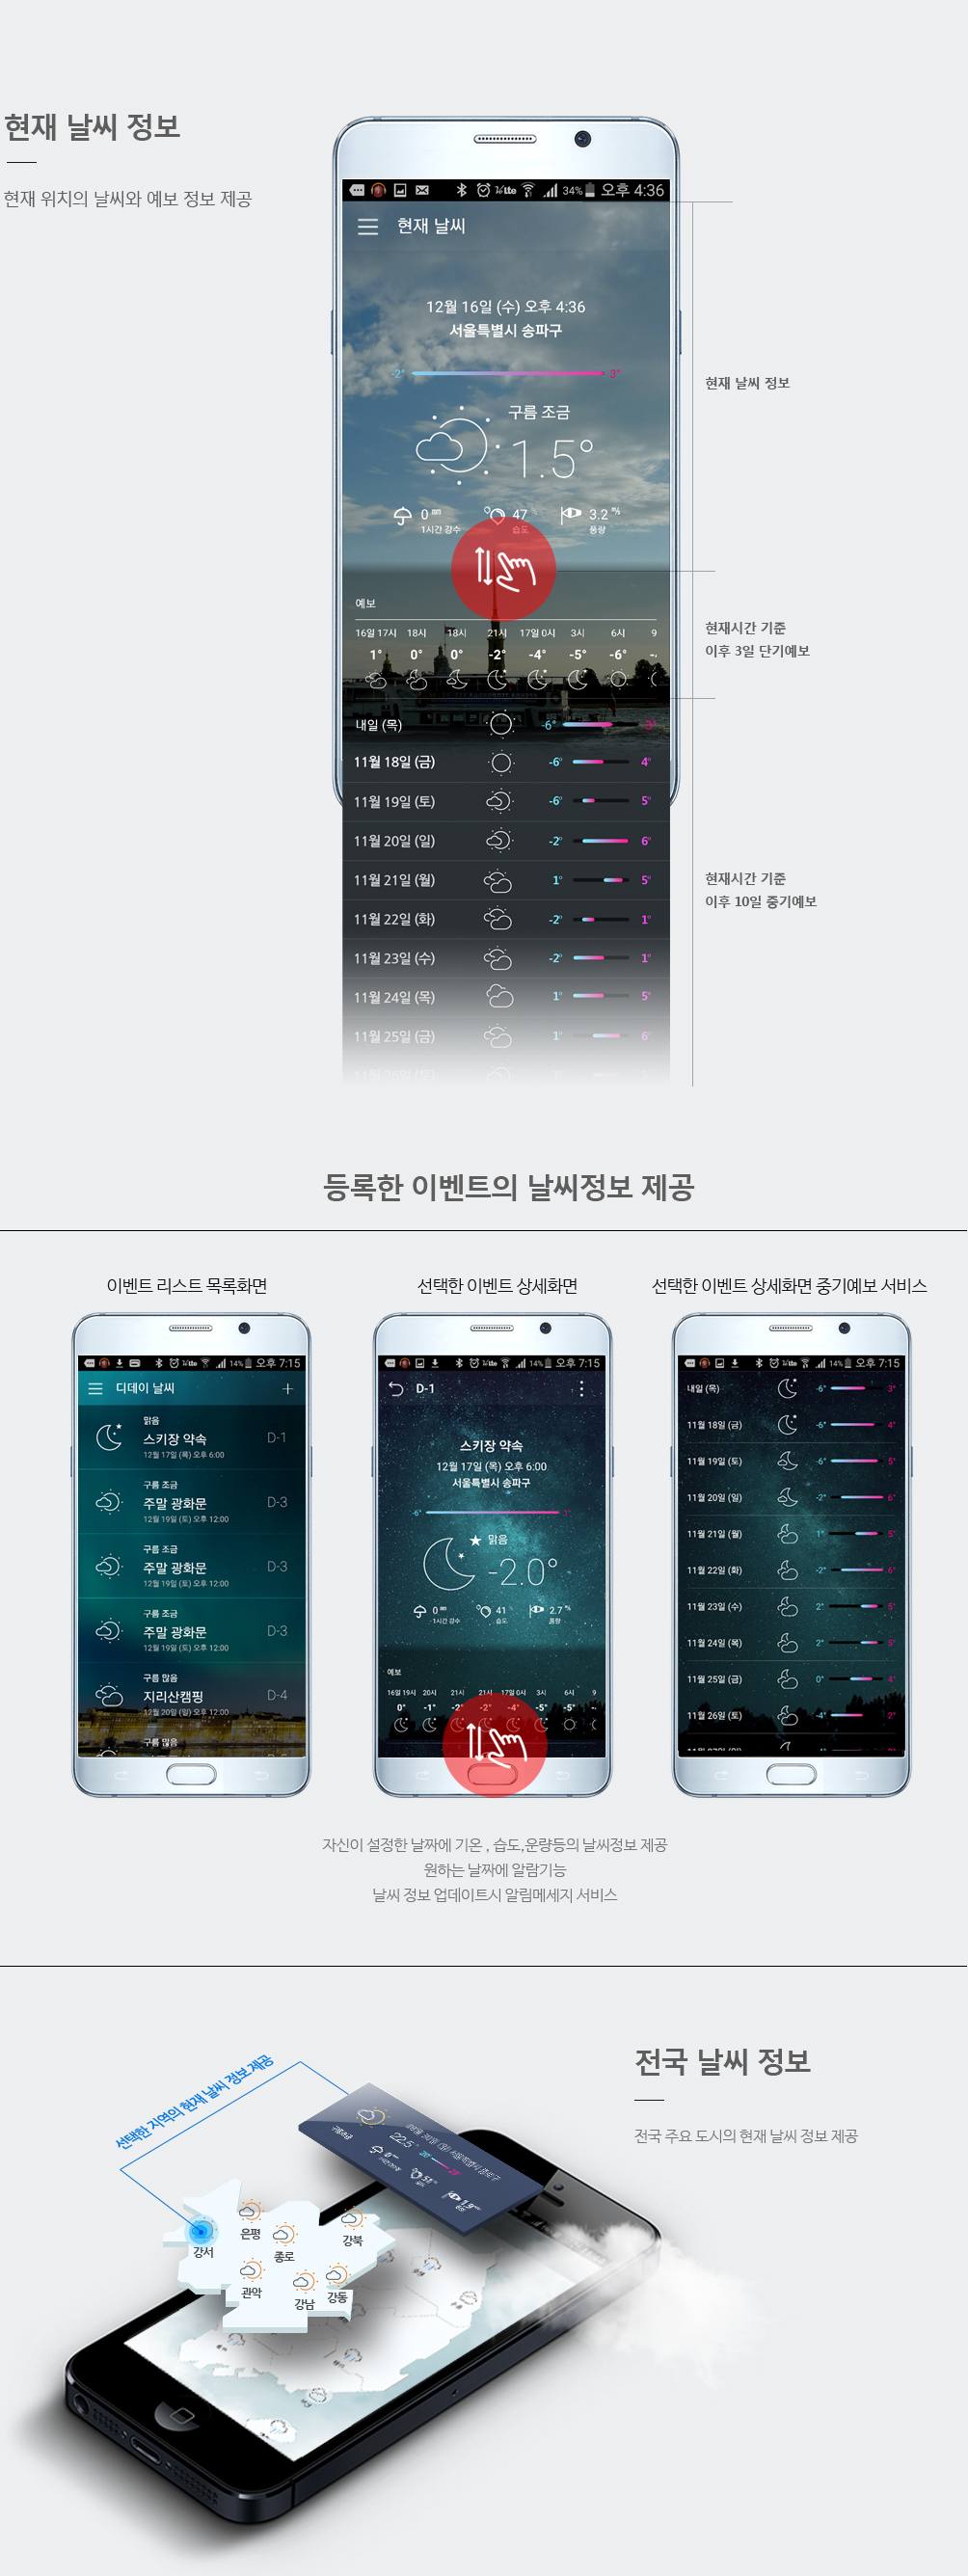 현재 날씨 정보
현재 위치의 날씨와 예보 정보 제공
34% 오후 4:36
현재 날씨
12월 16일 (수) 오후 4:36
서울특별시 송파구
-2° 3°
현재 날씨 정보
구름 조금
1.5°
0 mm 47 % 3.2 m/s
1시간 강수 습도 풍량
예보
16일 17시 18시 18시 21시 17일 0시 3시 6시 9
1° 0° 0° -2° -4° -5° -6°
현재시간 기준
이후 3일 단기예보
내일 (목) -6° 3°
11월 18일 (금) -6° 4°
11월 19일 (토) -6° 5°
11월 20일 (일) -2° 6°
11월 21일 (월) 1° 5°
11월 22일 (화) -2° 1°
11월 23일 (수) -2° 1°
11월 24일 (목) 1° 5°
11월 25일 (금) 1° 6°
현재시간 기준
이후 10일 중기예보
등록한 이벤트의 날씨정보 제공
이벤트 리스트 목록화면
14% 오후 7:15
디데이 날씨 +
맑음
스키장 약속 D-1
12월 17일 (목) 오후 6:00
구름 조금
주말 광화문 D-3
12월 19일 (토) 오후 12:00
구름 조금
주말 광화문 D-3
12월 19일 (토) 오후 12:00
구름 조금
주말 광화문 D-3
12월 19일 (토) 오후 12:00
구름 많음
지리산캠핑 D-4
12월 20일 (일) 오후 12:00
구름 많음
선택한 이벤트 상세화면
14% 오후 7:15
D-1
스키장 약속
12월 17일 (목) 오후 6:00
서울특별시 송파구
-6° 1°
맑음
-2.0°
0 mm 41 % 2.7 m/s
1시간 강수 습도 풍량
예보
16일 19시 20시 21시 21시 17일 0시 3시 6시 9
0° -1° -2° -2° -4° -5° -5°
선택한 이벤트 상세화면 중기예보 서비스
14% 오후 7:15
내일 (목) -6° 3°
11월 18일 (금) -6° 4°
11월 19일 (토) -6° 5°
11월 20일 (일) -2° 6°
11월 21일 (월) 1° 5°
11월 22일 (화) -2° 6°
11월 23일 (수) 2° 5°
11월 24일 (목) 2° 5°
11월 25일 (금) 0° 4°
11월 26일 (토) -4° 2°
자신이 설정한 날짜에 기온 , 습도,운량등의 날씨정보 제공
원하는 날짜에 알람기능
날씨 정보 업데이트시 알림메세지 서비스
전국 날씨 정보
전국 주요 도시의 현재 날씨 정보 제공
선택한 지역의 현재 날씨 정보 제공
구름조금
22.5°
은평
강북
강서
종로
관악
강남
강동